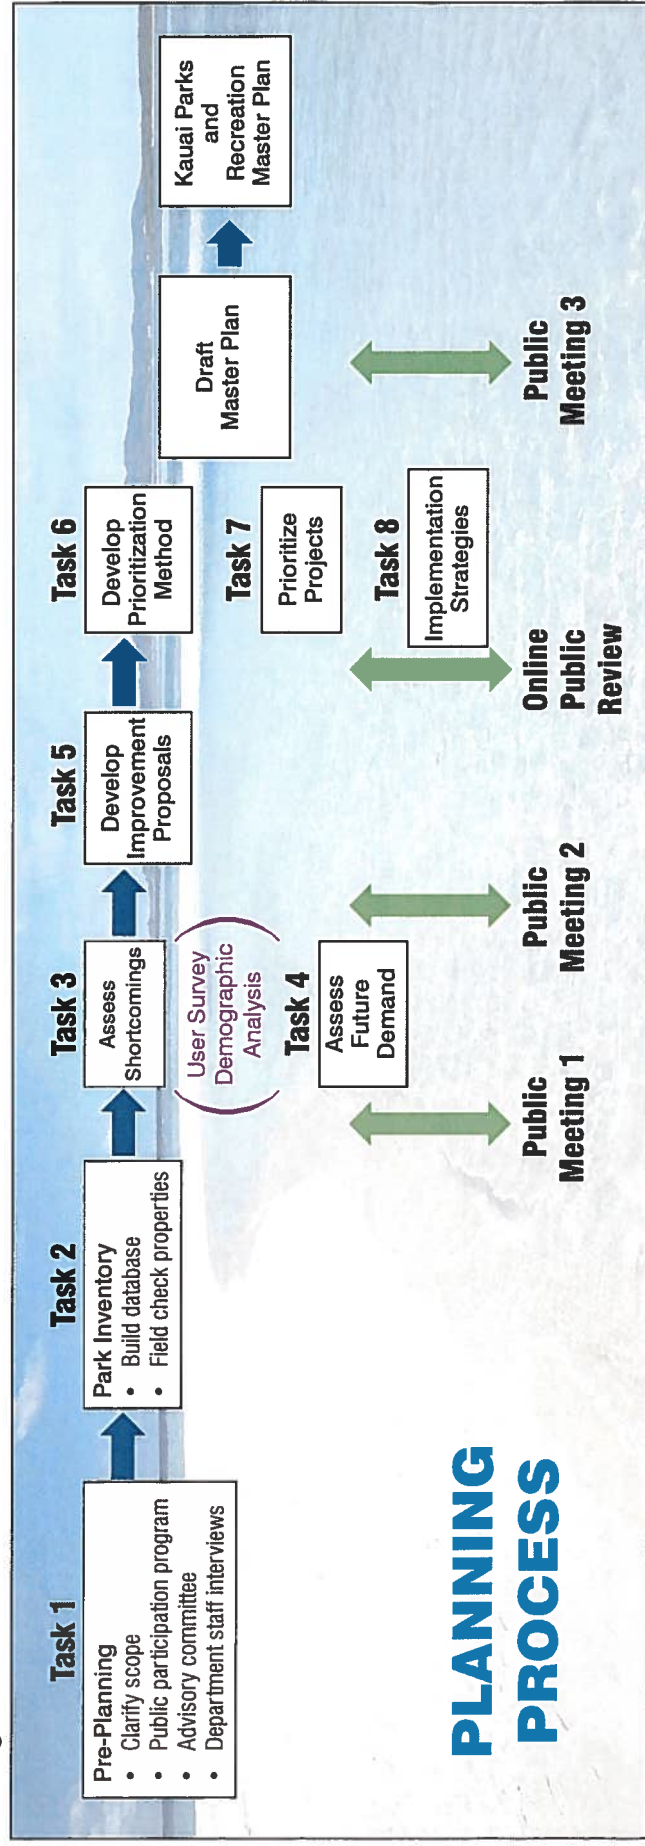 Task 1
Pre-Planning
• Clarify scope
• Public participation program
• Advisory committee
• Department staff interviews
Task 2
Park Inventory
• Build database
• Field check properties
Task 3
Assess
Shortcomings
User Survey
Demographic
Analysis
Task 4
Assess
Future
Demand
Task 5
Develop
Improvement
Proposals
Task 6
Develop
Prioritization
Method
Task 7
Prioritize
Projects
Task 8
Implementation
Strategies
Draft
Master Plan
Kauai Parks
and
Recreation
Master Plan
Public
Meeting 1
Public
Meeting 2
Online
Public
Review
Public
Meeting 3
PLANNING
PROCESS